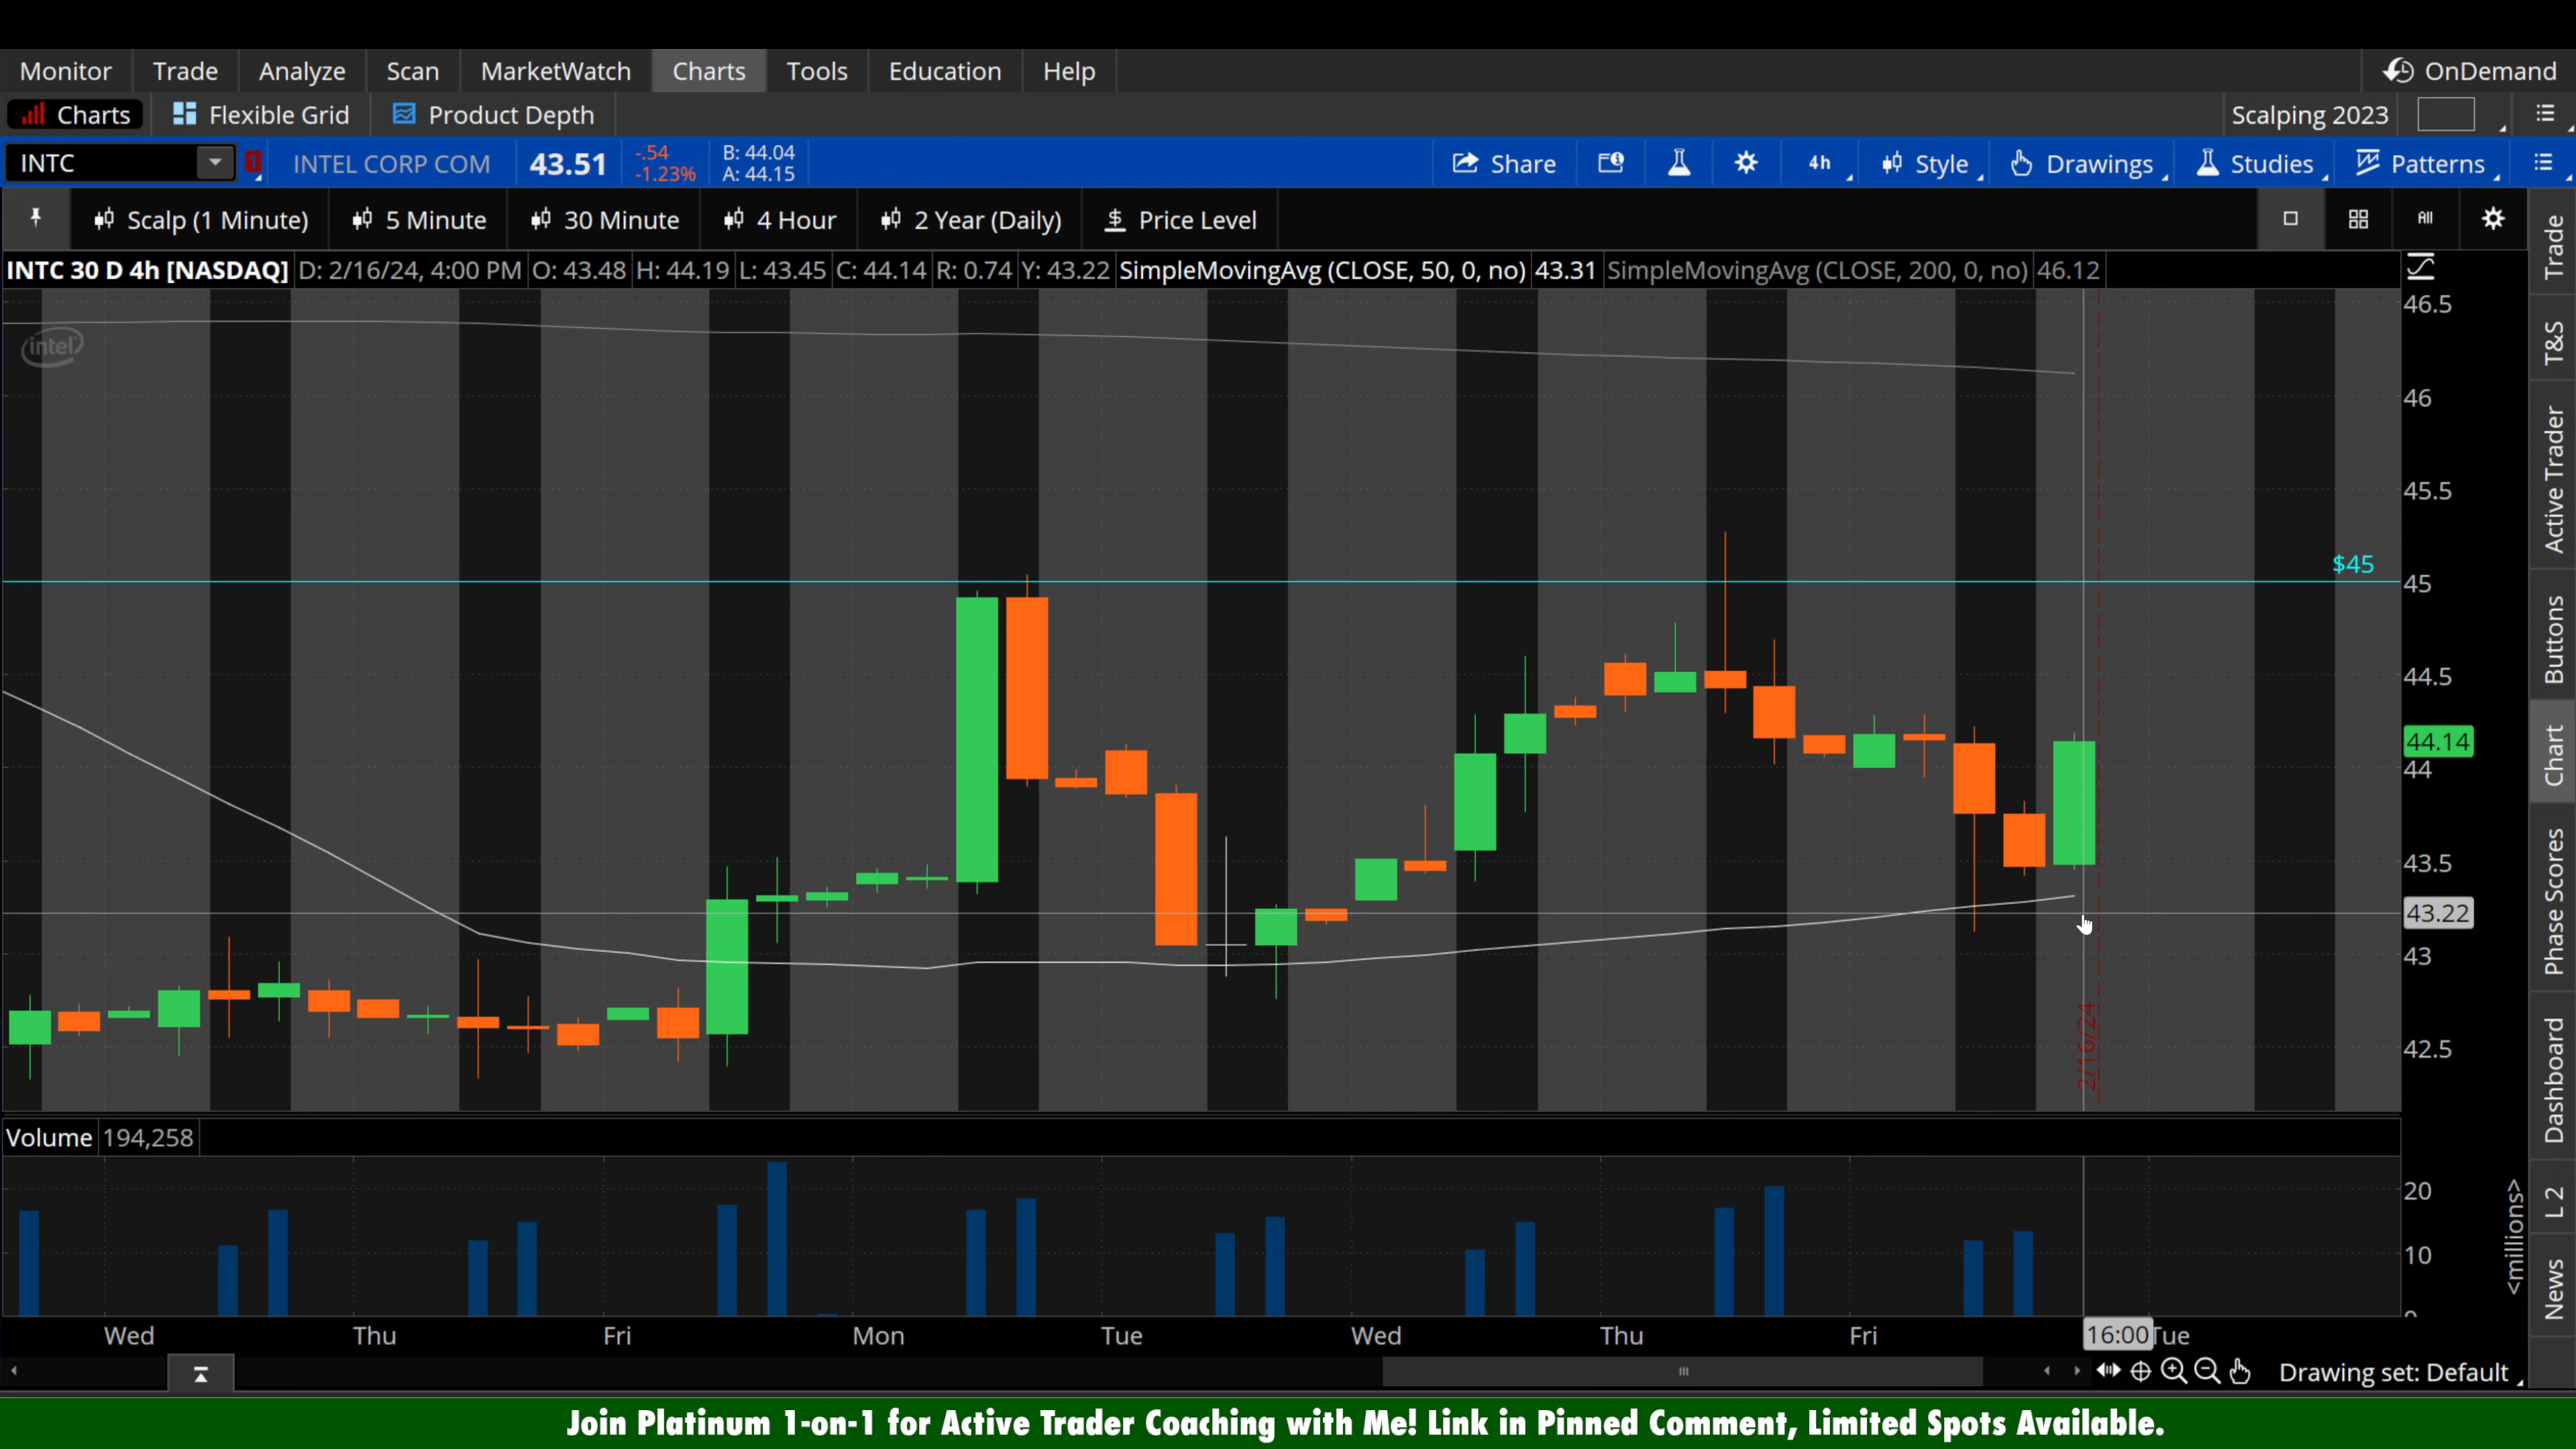 Monitor Trade Analyze Scan MarketWatch Charts Tools Education Help OnDemand
Charts Flexible Grid Product Depth Scalping 2023
INTC 1 INTEL CORP COM 43.51 -.54 B: 44.04 Share 4h Style Drawings Studies Patterns
-1.23% A: 44.15
Scalp (1 Minute) 5 Minute 30 Minute 4 Hour 2 Year (Daily) $ Price Level All
INTC 30 D 4h [NASDAQ] D: 2/16/24, 4:00 PM O: 43.48 H: 44.19 L: 43.45 C: 44.14 R: 0.74 Y: 43.22 SimpleMovingAvg (CLOSE, 50, 0, no) 43.31 SimpleMovingAvg (CLOSE, 200, 0, no) 46.12
intel
46.5
46
45.5
$45
45
44.5
44.14
44
43.5
43.22
43
42.5
2/16/24
Volume 194,258
20
10
0
<millions>
Wed Thu Fri Mon Tue Wed Thu Fri 16:00 Tue
Drawing set: Default
Trade
T&S
Active Trader
Buttons
Chart
Phase Scores
Dashboard
L 2
News
Join Platinum 1-on-1 for Active Trader Coaching with Me! Link in Pinned Comment, Limited Spots Available.